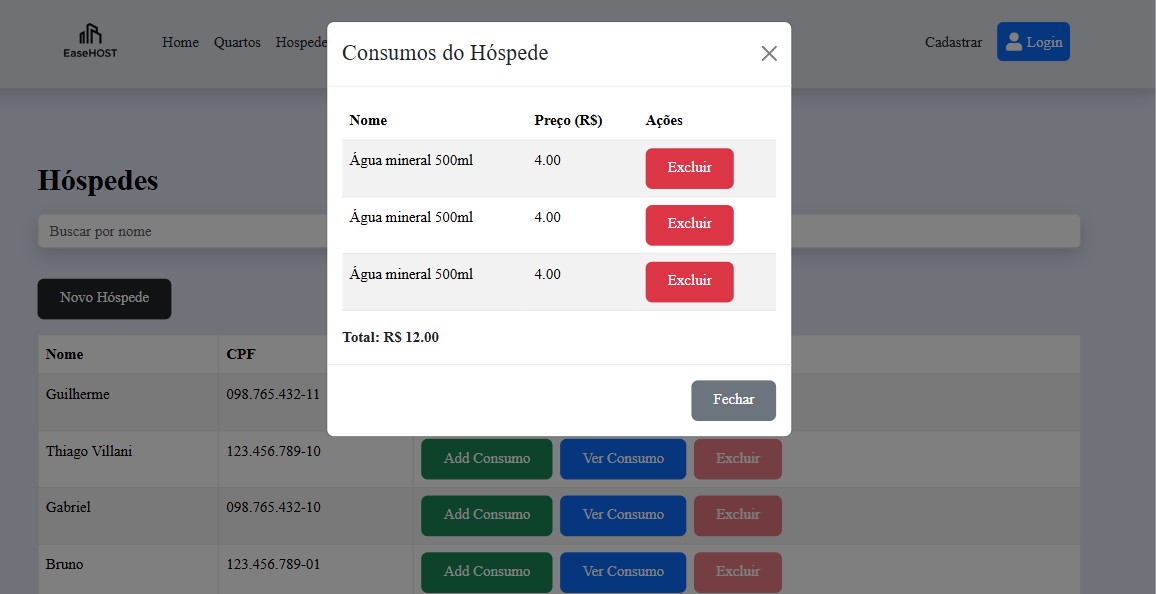 EaseHOST
Home Quartos Hospede
Cadastrar Login
Consumos do Hóspede
Nome Preço (R$) Ações
Água mineral 500ml 4.00 Excluir
Água mineral 500ml 4.00 Excluir
Água mineral 500ml 4.00 Excluir
Total: R$ 12.00
Fechar
Hóspedes
Buscar por nome
Novo Hóspede
Nome CPF
Guilherme 098.765.432-11
Thiago Villani 123.456.789-10 Add Consumo Ver Consumo Excluir
Gabriel 098.765.432-10 Add Consumo Ver Consumo Excluir
Bruno 123.456.789-01 Add Consumo Ver Consumo Excluir